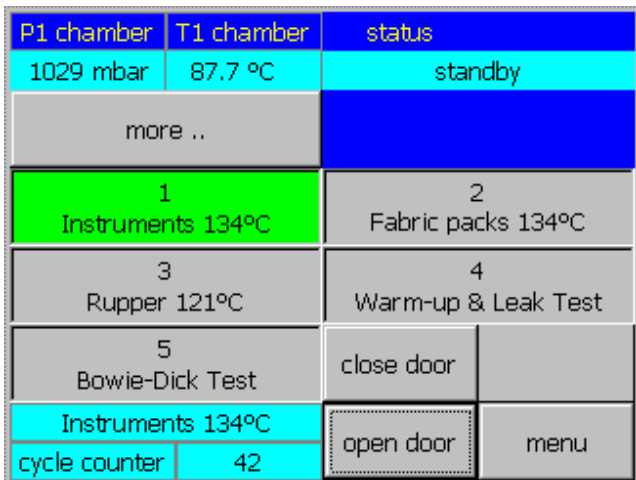 P1 chamber T1 chamber status
1029 mbar 87.7 ºC standby
more ..
1
Instruments 134ºC
2
Fabric packs 134ºC
3
Rupper 121ºC
4
Warm-up & Leak Test
5
Bowie-Dick Test
close door
Instruments 134ºC
cycle counter 42
open door
menu